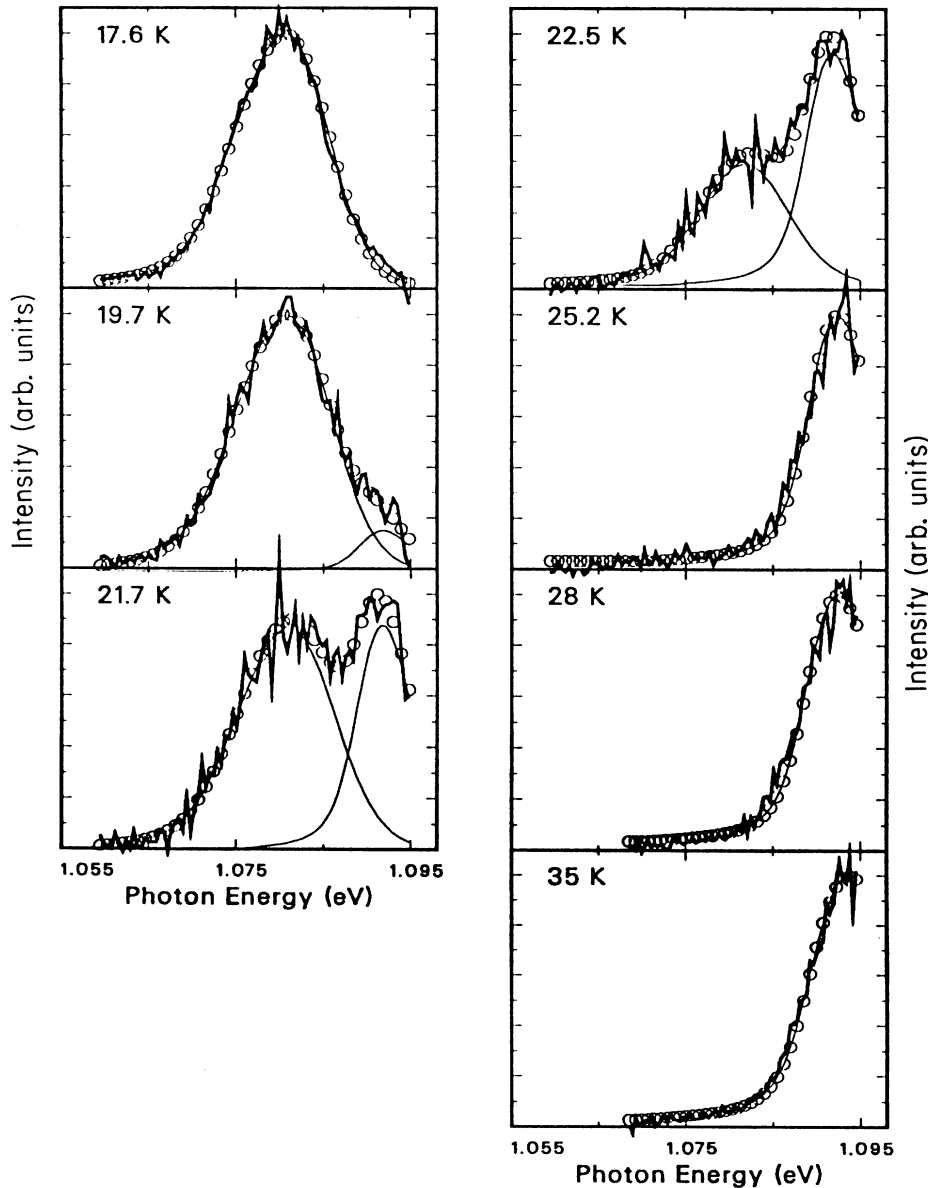 17.6 K
19.7 K
21.7 K
Intensity (arb. units)
1.055 1.075 1.095
Photon Energy (eV)
22.5 K
25.2 K
28 K
35 K
Intensity (arb. units)
1.055 1.075 1.095
Photon Energy (eV)